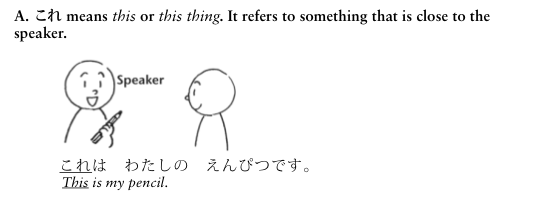 A. これ means this or this thing. It refers to something that is close to the
speaker.
Speaker
これは　わたしの　えんぴつです。
This is my pencil.